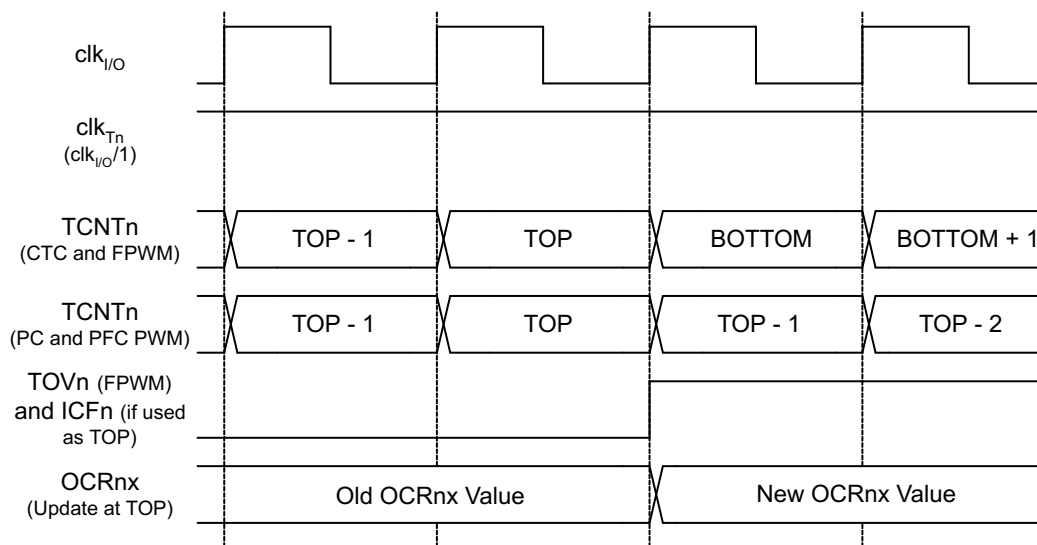 clkI/O
clkTn
(clkI/O/1)
TCNTn
(CTC and FPWM)
TOP - 1
TOP
BOTTOM
BOTTOM + 1
TCNTn
(PC and PFC PWM)
TOP - 1
TOP
TOP - 1
TOP - 2
TOVn (FPWM)
and ICFn (if used
as TOP)
OCRnx
(Update at TOP)
Old OCRnx Value
New OCRnx Value